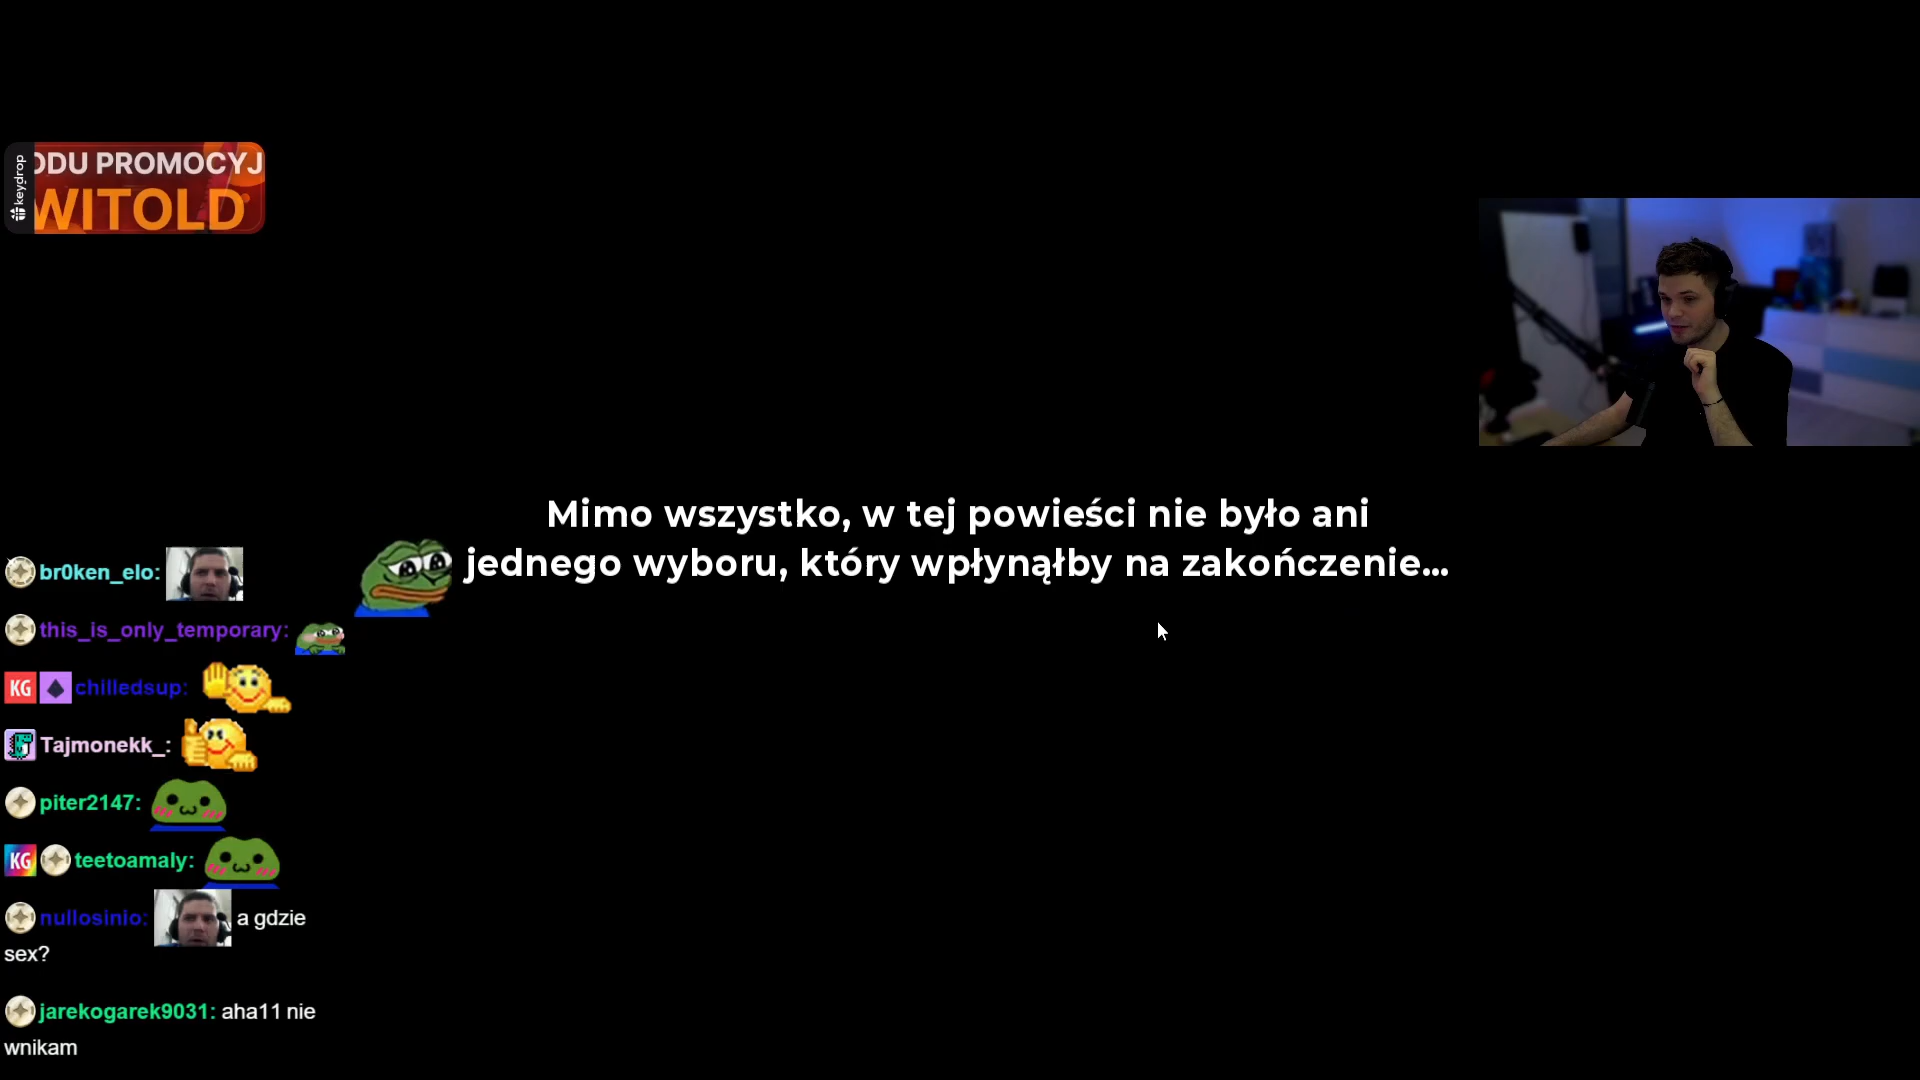 ODU PROMOCYJ
keydrop
WITOLD
Mimo wszystko, w tej powieści nie było ani
jednego wyboru, który wpłynąłby na zakończenie...
br0ken_elo:
this_is_only_temporary:
KG chilledsup:
Tajmonekk_:
piter2147:
KG teetoamaly:
nullosinio: a gdzie
sex?
jarekogarek9031: aha11 nie
wnikam